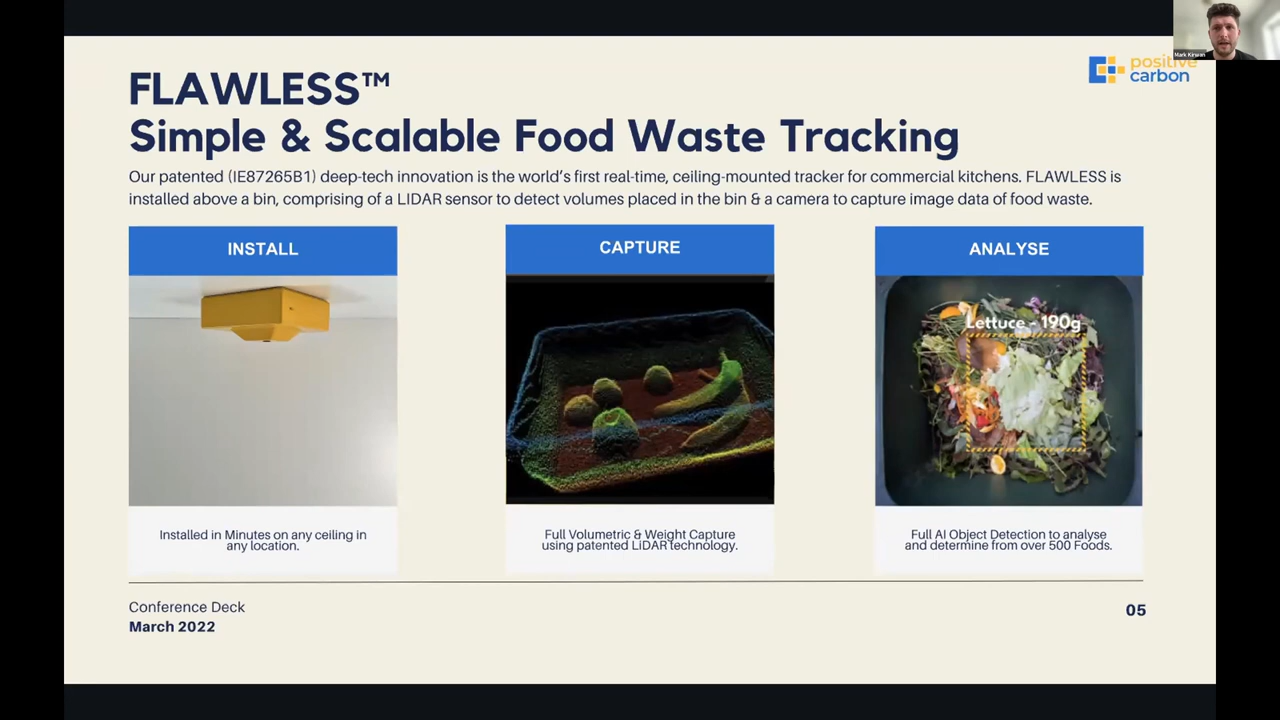 Mark Kirwan
positive
carbon
FLAWLESS™
Simple & Scalable Food Waste Tracking
Our patented (IE87265B1) deep-tech innovation is the world's first real-time, ceiling-mounted tracker for commercial kitchens. FLAWLESS is
installed above a bin, comprising of a LIDAR sensor to detect volumes placed in the bin & a camera to capture image data of food waste.
INSTALL
Installed in Minutes on any ceiling in
any location.
CAPTURE
Full Volumetric & Weight Capture
using patented LiDAR technology.
ANALYSE
Lettuce - 190g
Full AI Object Detection to analyse
and determine from over 500 Foods.
Conference Deck
March 2022
05